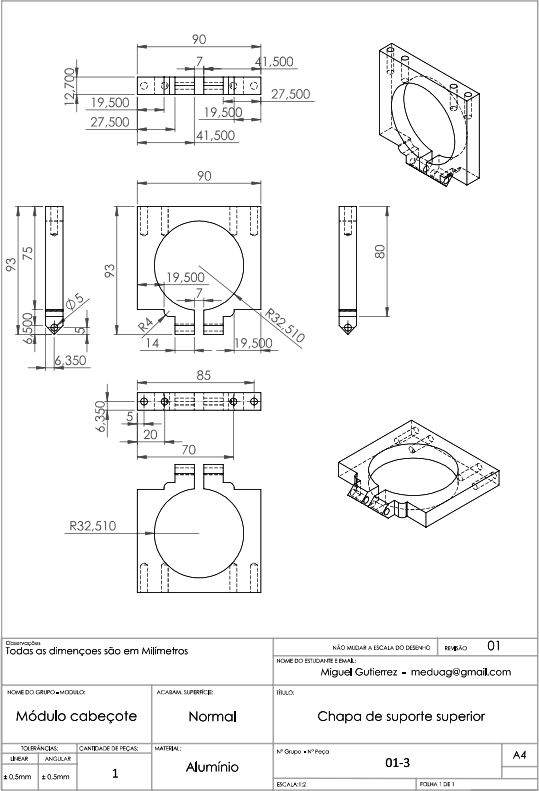 90
7
41,500
12,700
19,500
27,500
27,500
19,500
41,500
90
93
75
6,500
Ø5
5
6,350
93
19,500
7
R4
14
R32,510
19,500
80
85
6,350
5
20
70
R32,510
Observações
Todas as dimençoes são em Milímetros
NÃO MUDAR A ESCALA DO DESENHO
REVISÃO 01
NOME DO ESTUDANTE E EMAIL:
Miguel Gutierrez - meduag@gmail.com
NOME DO GRUPO - MODULO:
Módulo cabeçote
ACABAM. SUPERFÍCIE:
Normal
TÍTULO:
Chapa de suporte superior
TOLERÂNCIAS:
LINEAR ANGULAR
± 0.5mm ± 0.5mm
CANTIDADE DE PEÇAS:
1
MATERIAL:
Alumínio
Nº Grupo - Nº Peça
01-3
A4
ESCALA:1:2
FOLHA 1 DE 1